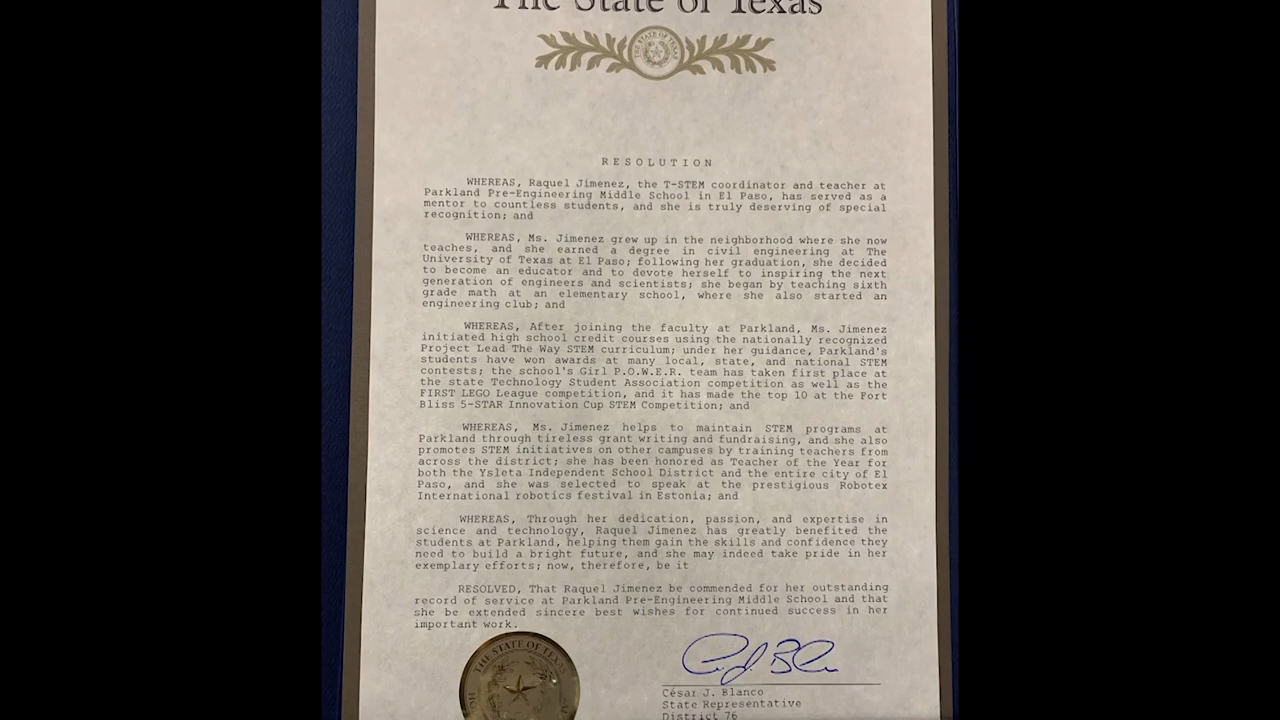 The State of Texas
THE STATE OF TEXAS
RESOLUTION
WHEREAS, Raquel Jimenez, the T-STEM coordinator and teacher at
Parkland Pre-Engineering Middle School in El Paso, has served as a
mentor to countless students, and she is truly deserving of special
recognition; and
WHEREAS, Ms. Jimenez grew up in the neighborhood where she now
teaches, and she earned a degree in civil engineering at The
University of Texas at El Paso; following her graduation, she decided
to become an educator and to devote herself to inspiring the next
generation of engineers and scientists; she began by teaching sixth
grade math at an elementary school, where she also started an
engineering club; and
WHEREAS, After joining the faculty at Parkland, Ms. Jimenez
initiated high school credit courses using the nationally recognized
Project Lead The Way STEM curriculum; under her guidance, Parkland's
students have won awards at many local, state, and national STEM
contests; the school's Girl P.O.W.E.R. team has taken first place at
the state Technology Student Association competition as well as the
FIRST LEGO League competition, and it has made the top 10 at the Fort
Bliss 5-STAR Innovation Cup STEM Competition; and
WHEREAS, Ms. Jimenez helps to maintain STEM programs at
Parkland through tireless grant writing and fundraising, and she also
promotes STEM initiatives on other campuses by training teachers from
across the district; she has been honored as Teacher of the Year for
both the Ysleta Independent School District and the entire city of El
Paso, and she was selected to speak at the prestigious Robotex
International robotics festival in Estonia; and
WHEREAS, Through her dedication, passion, and expertise in
science and technology, Raquel Jimenez has greatly benefited the
students at Parkland, helping them gain the skills and confidence they
need to build a bright future, and she may indeed take pride in her
exemplary efforts; now, therefore, be it
RESOLVED, That Raquel Jimenez be commended for her outstanding
record of service at Parkland Pre-Engineering Middle School and that
she be extended sincere best wishes for continued success in her
important work.
THE STATE OF TEXAS
César J. Blanco
State Representative
District 76